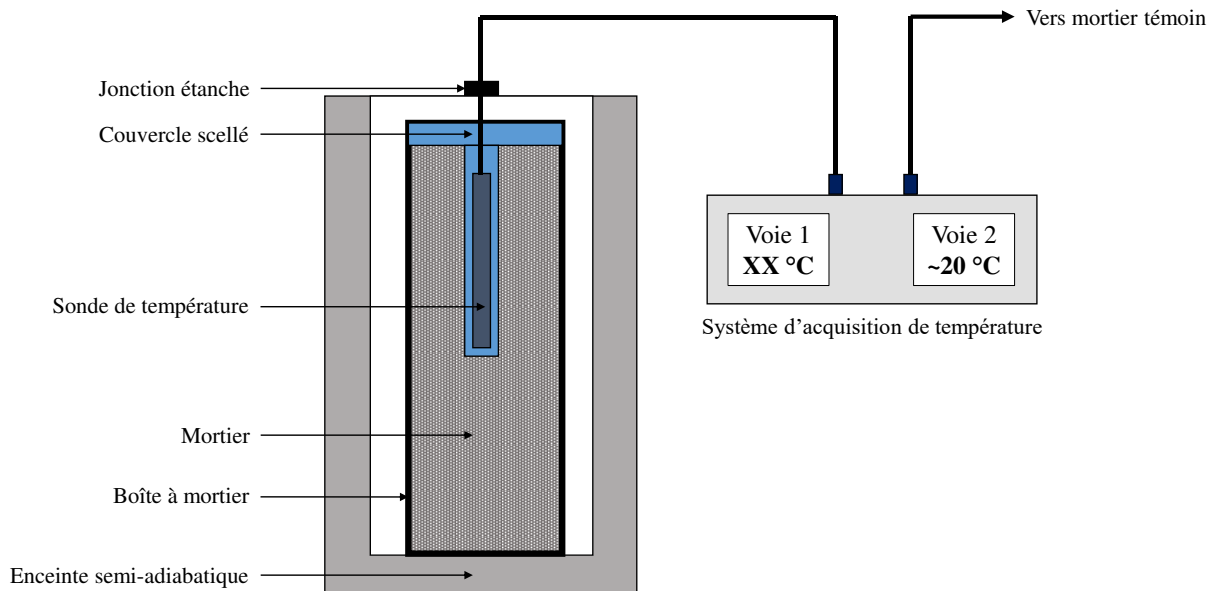 Vers mortier témoin
Jonction étanche
Couvercle scellé
Voie 1
XX °C
Voie 2
~20 °C
Sonde de température
Système d'acquisition de température
Mortier
Boîte à mortier
Enceinte semi-adiabatique